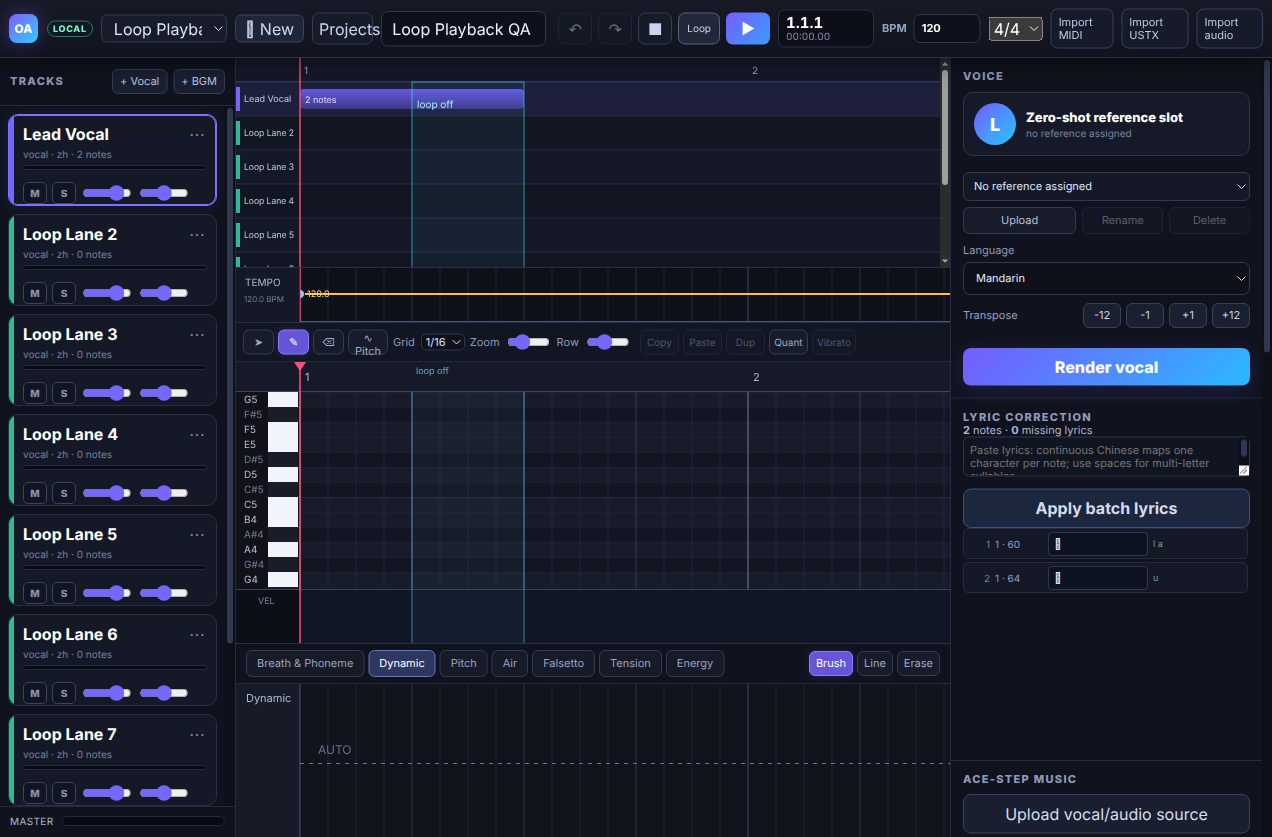 OA
LOCAL
Loop Playba
New
Projects
Loop Playback QA
Loop
1.1.1
00:00.00
BPM
120
4/4
Import MIDI
Import USTX
Import audio
TRACKS
+ Vocal
+ BGM
Lead Vocal
vocal · zh · 2 notes
M
S
Loop Lane 2
vocal · zh · 0 notes
M
S
Loop Lane 3
vocal · zh · 0 notes
M
S
Loop Lane 4
vocal · zh · 0 notes
M
S
Loop Lane 5
vocal · zh · 0 notes
M
S
Loop Lane 6
vocal · zh · 0 notes
M
S
Loop Lane 7
vocal · zh · 0 notes
M
S
MASTER
1
2
Lead Vocal
2 notes
loop off
Loop Lane 2
Loop Lane 3
Loop Lane 4
Loop Lane 5
TEMPO
120.0 BPM
120.0
Pitch
Grid
1/16
Zoom
Row
Copy
Paste
Dup
Quant
Vibrato
1
loop off
2
G5
F#5
F5
E5
D#5
D5
C#5
C5
B4
A#4
A4
G#4
G4
VEL
Breath & Phoneme
Dynamic
Pitch
Air
Falsetto
Tension
Energy
Brush
Line
Erase
Dynamic
AUTO
VOICE
L
Zero-shot reference slot
no reference assigned
No reference assigned
Upload
Rename
Delete
Language
Mandarin
Transpose
-12
-1
+1
+12
Render vocal
LYRIC CORRECTION
2 notes · 0 missing lyrics
Paste lyrics: continuous Chinese maps one
character per note; use spaces for multi-letter
Apply batch lyrics
1 1 · 60
l a
2 1 · 64
u
ACE-STEP MUSIC
Upload vocal/audio source